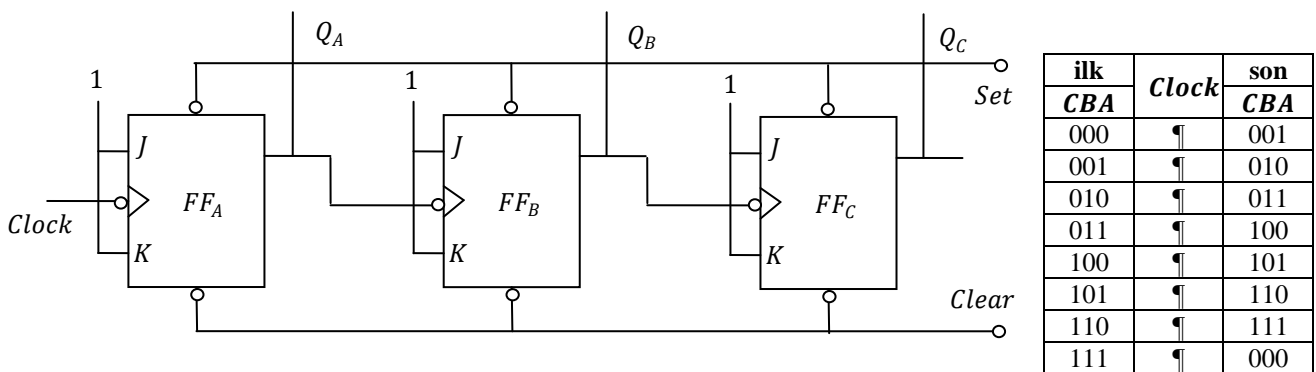 Q_A Q_B Q_C
1 1 1
Set
J J J
FF_A FF_B FF_C
Clock
K K K
Clear
ilk Clock son
CBA CBA
000 ¶ 001
001 ¶ 010
010 ¶ 011
011 ¶ 100
100 ¶ 101
101 ¶ 110
110 ¶ 111
111 ¶ 000